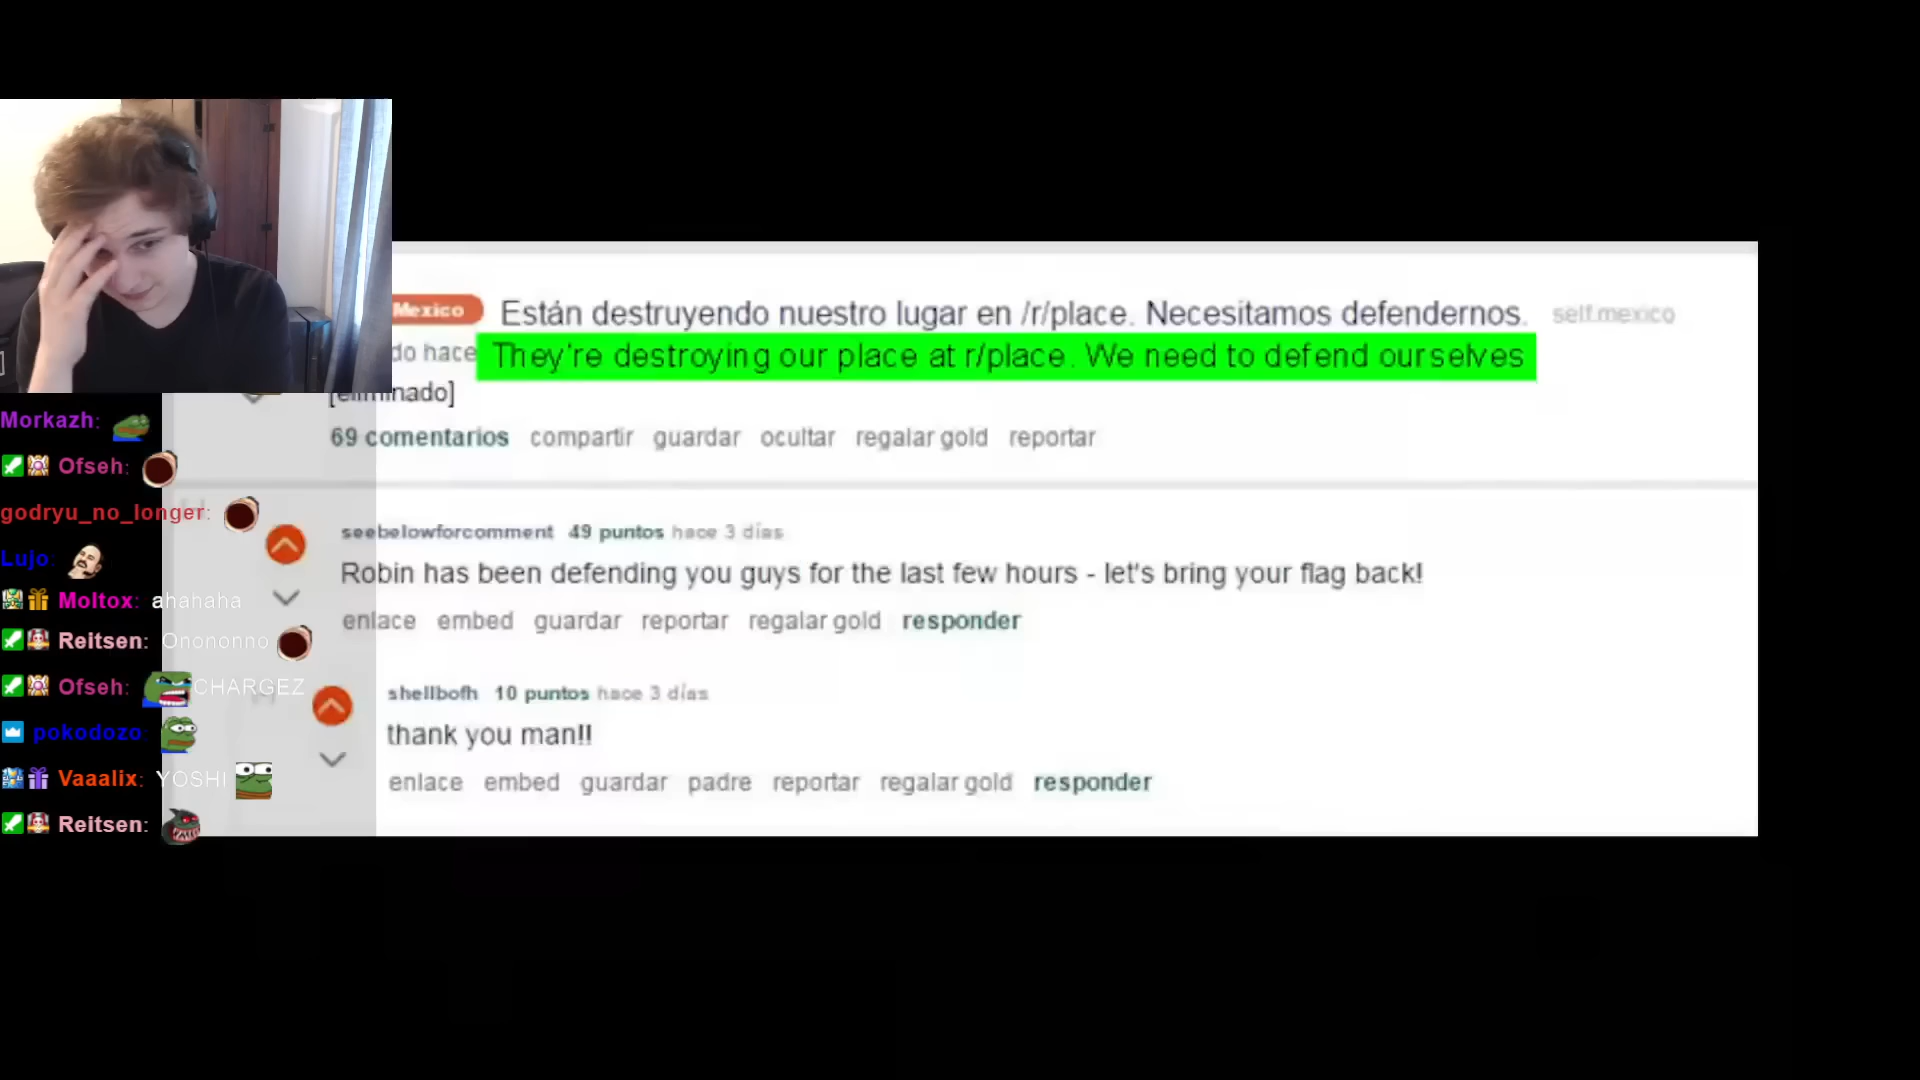 Mexico Están destruyendo nuestro lugar en /r/place. Necesitamos defendernos. self.mexico
do hace They're destroying our place at r/place. We need to defend ourselves
[eliminado]
69 comentarios compartir guardar ocultar regalar gold reportar
seebelowforcomment 49 puntos hace 3 días
Robin has been defending you guys for the last few hours - let's bring your flag back!
enlace embed guardar reportar regalar gold responder
shellbofh 10 puntos hace 3 días
thank you man!!
enlace embed guardar padre reportar regalar gold responder
Morkazh:
Ofseh:
godryu_no_longer:
Lujo:
Moltox: ahahaha
Reitsen: Onononno
Ofseh: CHARGEZ
pokodozo:
Vaaalix: YOSHI
Reitsen: